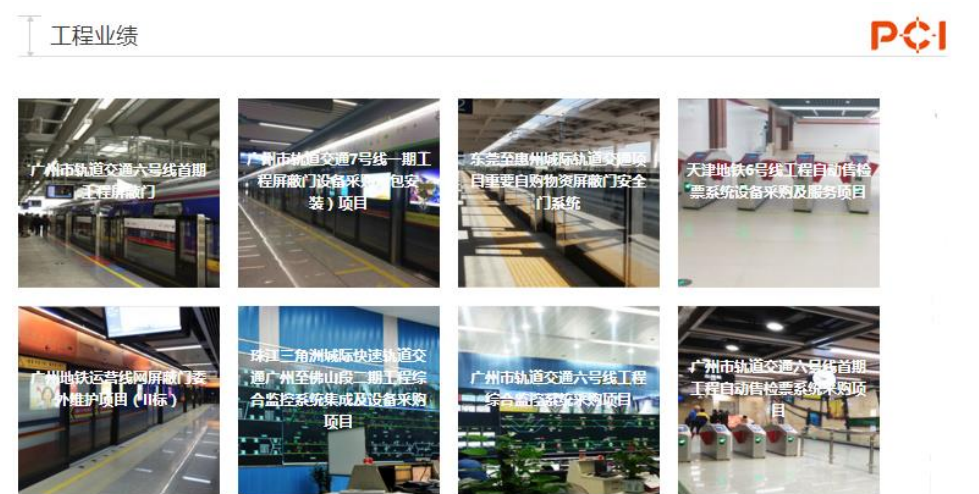 工程业绩
PCI
广州市轨道交通六号线首期
工程屏蔽门
广州市轨道交通7号线一期工
程屏蔽门设备采购(包安
装)项目
东莞至惠州城际轨道交通项
目重要自购物资屏蔽门安全
门系统
天津地铁6号线工程自动售检
票系统设备采购及服务项目
广州地铁运营线网屏蔽门委
外维护项目(II标)
珠江三角洲城际快速轨道交
通广州至佛山段二期工程综
合监控系统集成及设备采购
项目
广州市轨道交通六号线工程
综合监控系统采购项目
广州市轨道交通六号线首期
工程自动售检票系统采购项
目